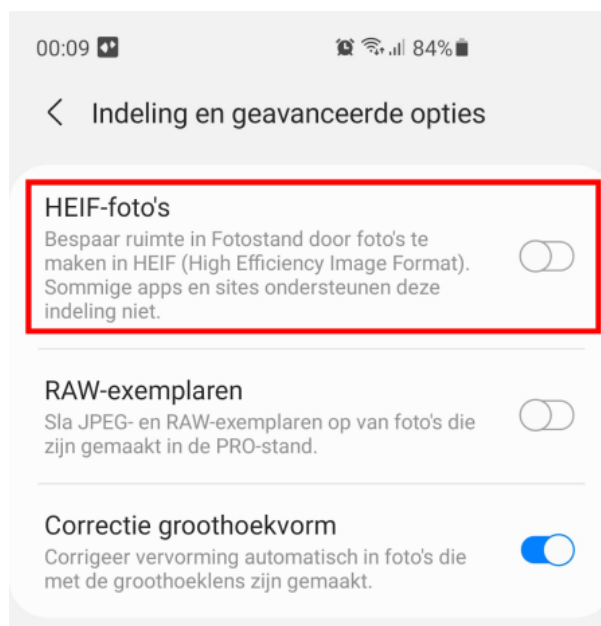 00:09 84%
Indeling en geavanceerde opties
HEIF-foto's
Bespaar ruimte in Fotostand door foto's te
maken in HEIF (High Efficiency Image Format).
Sommige apps en sites ondersteunen deze
indeling niet.
RAW-exemplaren
Sla JPEG- en RAW-exemplaren op van foto's die
zijn gemaakt in de PRO-stand.
Correctie groothoekvorm
Corrigeer vervorming automatisch in foto's die
met de groothoeklens zijn gemaakt.